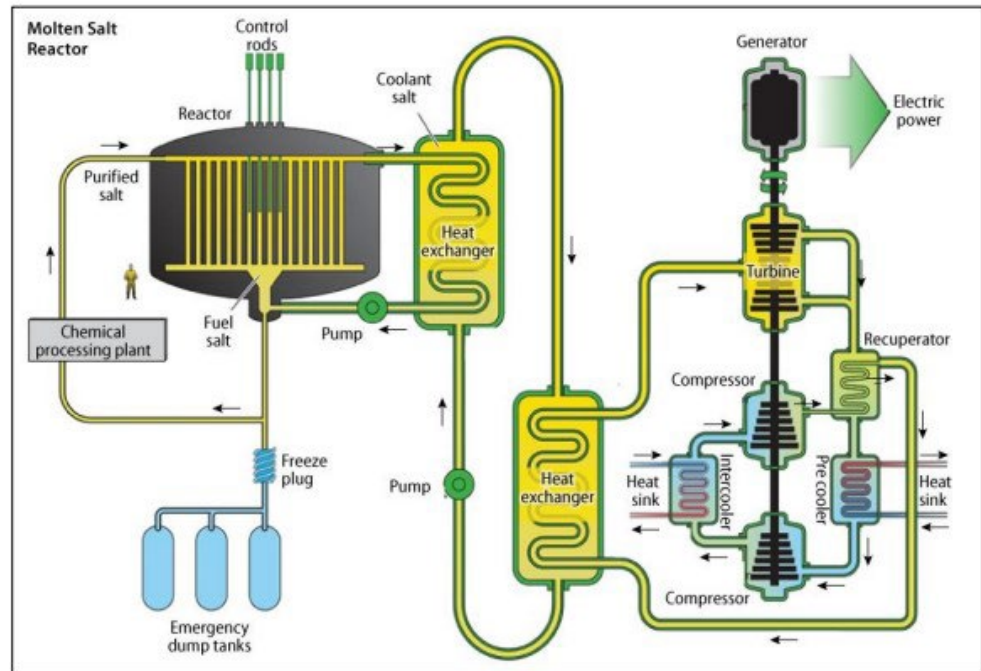 Molten Salt
Reactor
Control
rods
Generator
Coolant
salt
Reactor
Electric
power
Purified
salt
Heat
exchanger
Turbine
Fuel
salt
Pump
Chemical
processing plant
Recuperator
Compressor
Freeze
plug
Pump
Heat
exchanger
Heat
sink
Intercooler
Pre cooler
Heat
sink
Compressor
Emergency
dump tanks